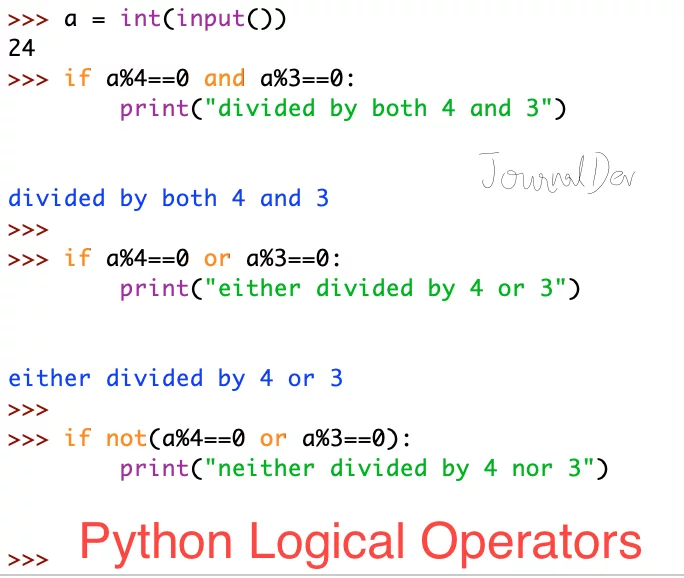 >>> a = int(input())
24
>>> if a%4==0 and a%3==0:
        print("divided by both 4 and 3")
JournalDev
divided by both 4 and 3
>>>
>>> if a%4==0 or a%3==0:
        print("either divided by 4 or 3")
either divided by 4 or 3
>>>
>>> if not(a%4==0 or a%3==0):
        print("neither divided by 4 nor 3")
Python Logical Operators
>>>